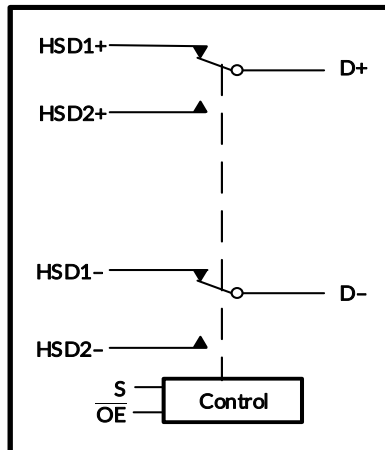 HSD1+
D+
HSD2+
HSD1–
D–
HSD2–
S
Control
OE